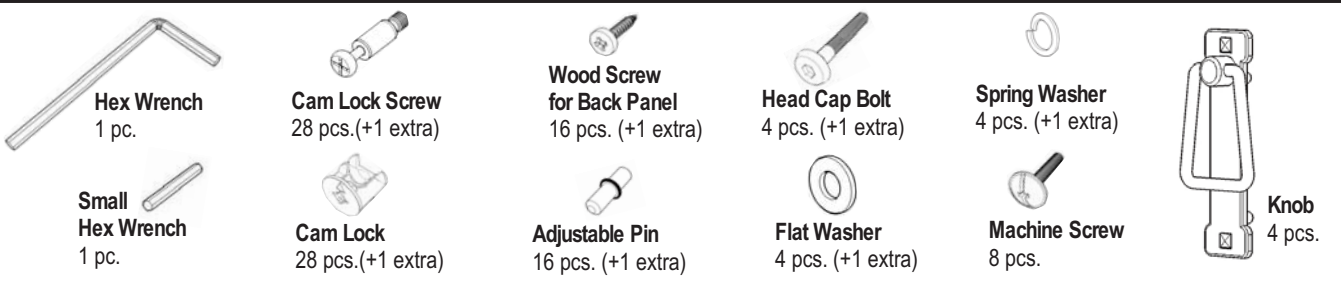 Hex Wrench
1 pc.
Cam Lock Screw
28 pcs.(+1 extra)
Wood Screw
for Back Panel
16 pcs. (+1 extra)
Head Cap Bolt
4 pcs. (+1 extra)
Spring Washer
4 pcs. (+1 extra)
Small
Hex Wrench
1 pc.
Cam Lock
28 pcs.(+1 extra)
Adjustable Pin
16 pcs. (+1 extra)
Flat Washer
4 pcs. (+1 extra)
Machine Screw
8 pcs.
Knob
4 pcs.